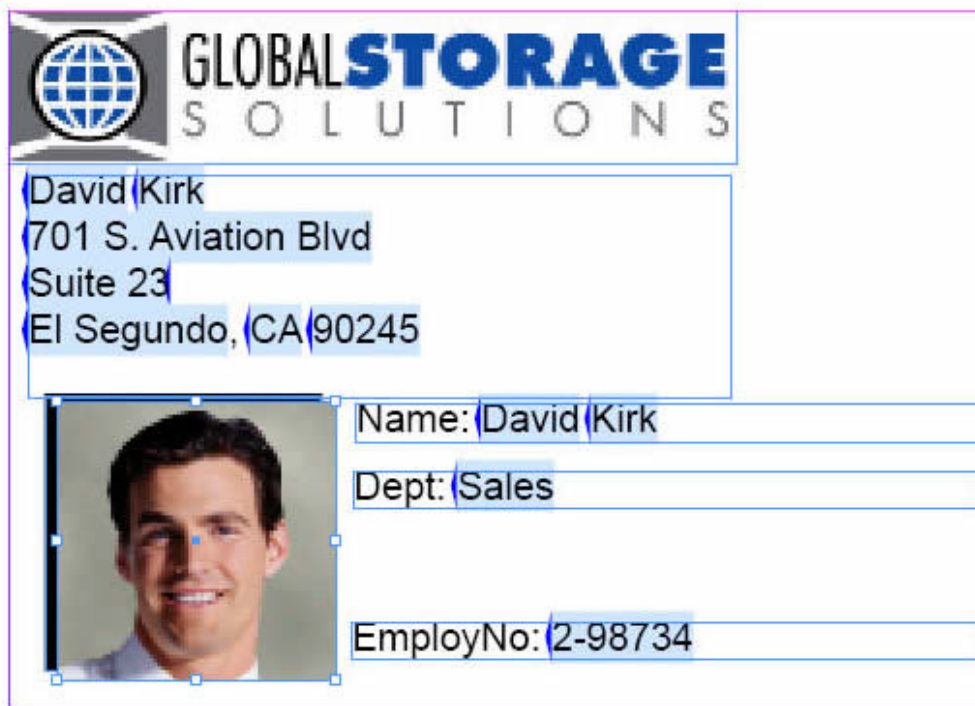 GLOBALSTORAGE
SOLUTIONS
David Kirk
701 S. Aviation Blvd
Suite 23
El Segundo, CA 90245
Name: David Kirk
Dept: Sales
EmployNo: 2-98734